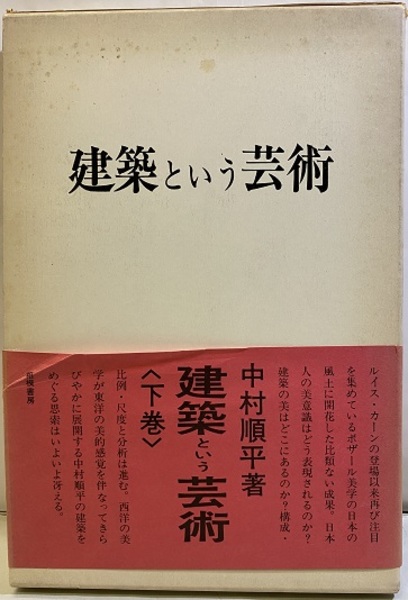 建築という芸術
ルイス・カーンの登場以来再び注目
を集めているボザール美学の日本の
風土に開花した比類ない成果。日本
人の美意識はどう表現されるのか?
建築の美はどこにあるのか?構成・
中村順平著
建築という芸術
〈下巻〉
比例・尺度と分析は進む。西洋の美
学が東洋の美的感覚を伴なってきら
びやかに展開する中村順平の建築を
めぐる思索はいよいよ冴える。
相模書房